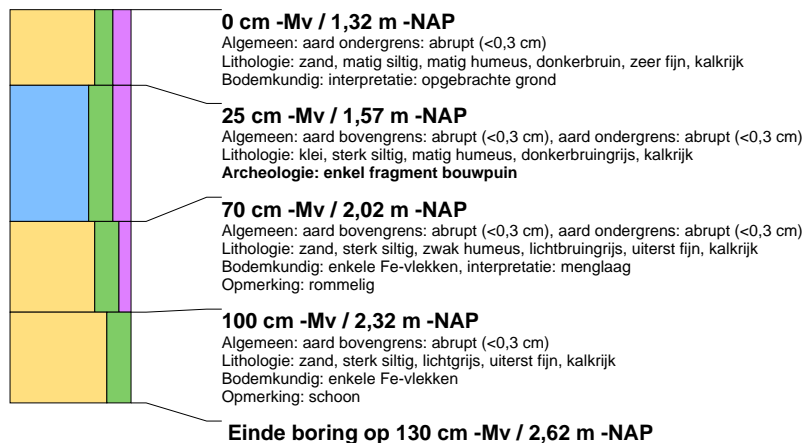 0 cm -Mv / 1,32 m -NAP
Algemeen: aard ondergrens: abrupt (<0,3 cm)
Lithologie: zand, matig siltig, matig humeus, donkerbruin, zeer fijn, kalkrijk
Bodemkundig: interpretatie: opgebrachte grond
25 cm -Mv / 1,57 m -NAP
Algemeen: aard bovengrens: abrupt (<0,3 cm), aard ondergrens: abrupt (<0,3 cm)
Lithologie: klei, sterk siltig, matig humeus, donkerbruingrijs, kalkrijk
Archeologie: enkel fragment bouwpuin
70 cm -Mv / 2,02 m -NAP
Algemeen: aard bovengrens: abrupt (<0,3 cm), aard ondergrens: abrupt (<0,3 cm)
Lithologie: zand, sterk siltig, zwak humeus, lichtbruingrijs, uiterst fijn, kalkrijk
Bodemkundig: enkele Fe-vlekken, interpretatie: menglaag
Opmerking: rommelig
100 cm -Mv / 2,32 m -NAP
Algemeen: aard bovengrens: abrupt (<0,3 cm)
Lithologie: zand, sterk siltig, lichtgrijs, uiterst fijn, kalkrijk
Bodemkundig: enkele Fe-vlekken
Opmerking: schoon
Einde boring op 130 cm -Mv / 2,62 m -NAP